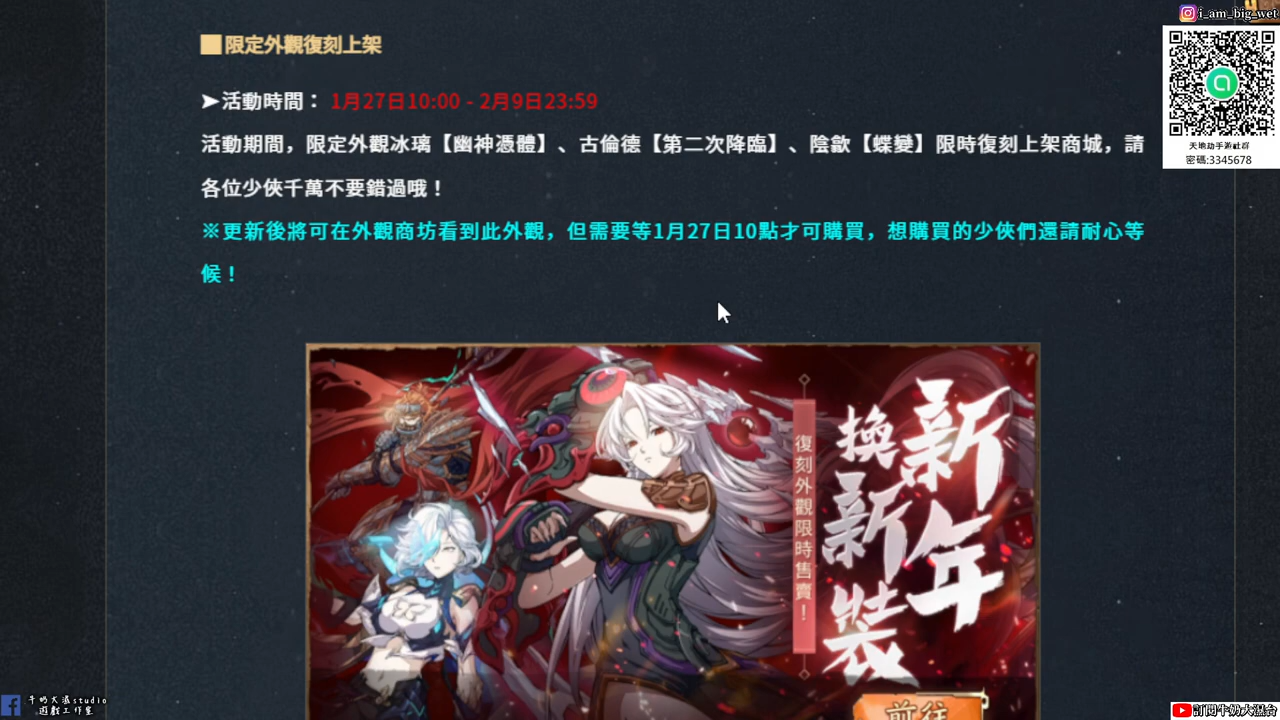 ■限定外觀復刻上架
➤活動時間： 1月27日10:00 - 2月9日23:59
活動期間，限定外觀冰璃【幽神憑體】、古倫德【第二次降臨】、陰歙【蝶變】限時復刻上架商城，請
各位少俠千萬不要錯過哦！
※更新後將可在外觀商坊看到此外觀，但需要等1月27日10點才可購買，想購買的少俠們還請耐心等
候！
新年
換新裝
復刻外觀限時售賣！
前往
i_am_big_wet
天地劫手游社群
密碼:3345678
牛奶大濕studio
遊戲工作室
訂閱牛奶大濕